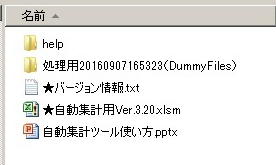 名前
help
処理用20160907165323(DummyFiles)
★バージョン情報.txt
★自動集計用Ver.3.20.xlsm
自動集計ツール使い方.pptx